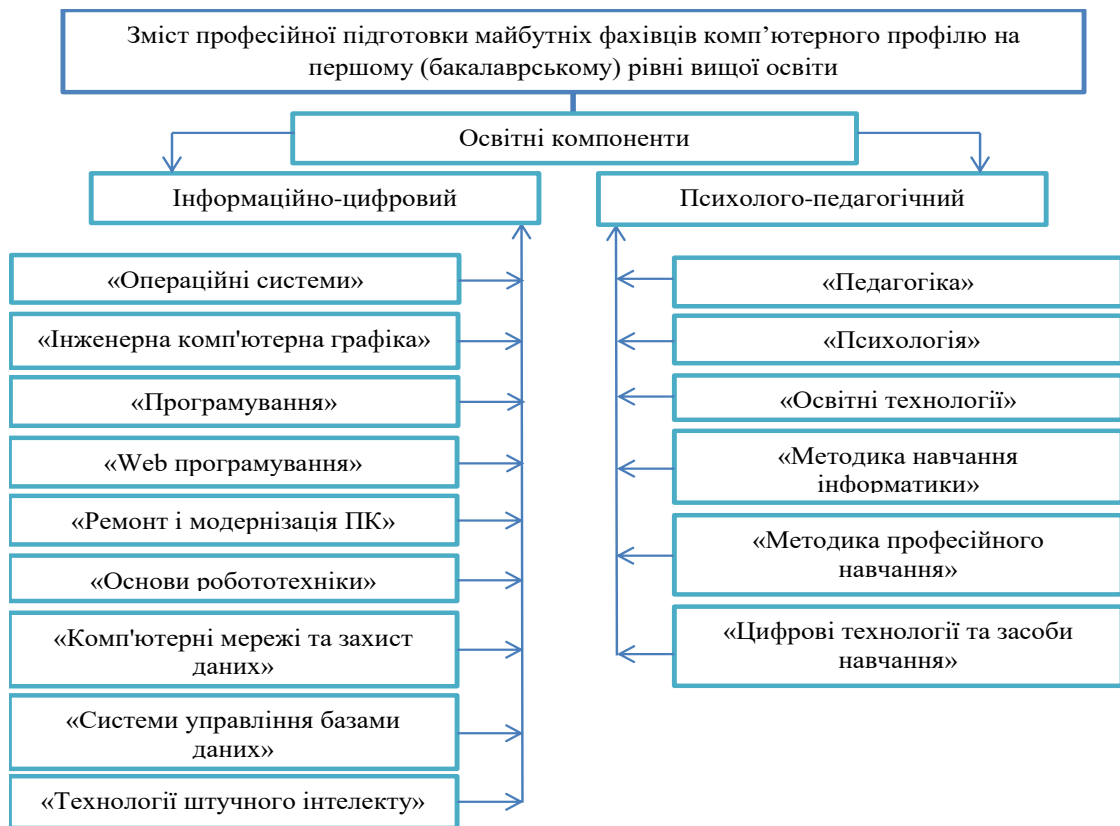 Зміст професійної підготовки майбутніх фахівців комп’ютерного профілю на
першому (бакалаврському) рівні вищої освіти
Освітні компоненти
Інформаційно-цифровий
«Операційні системи»
«Інженерна комп'ютерна графіка»
«Програмування»
«Web програмування»
«Ремонт і модернізація ПК»
«Основи робототехніки»
«Комп'ютерні мережі та захист
даних»
«Системи управління базами
даних»
«Технології штучного інтелекту»
Психолого-педагогічний
«Педагогіка»
«Психологія»
«Освітні технології»
«Методика навчання
інформатики»
«Методика професійного
навчання»
«Цифрові технології та засоби
навчання»